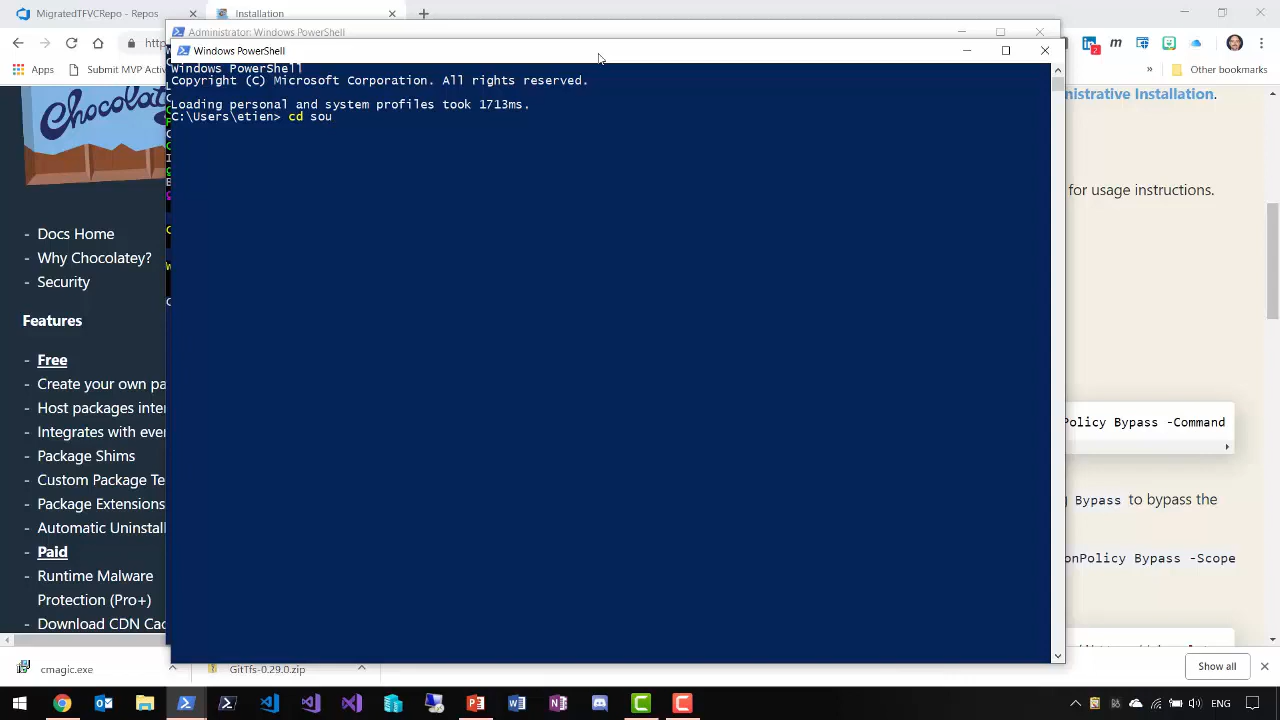 MigratedTFVCRepo - Repos
Installation
Administrator: Windows PowerShell
Windows PowerShell
Apps
Submit MVP Activit
Other bookmarks
Windows PowerShell
Copyright (C) Microsoft Corporation. All rights reserved.
Loading personal and system profiles took 1713ms.
C:\Users\etien> cd sou
Chocolate
nistrative Installation.
for usage instructions.
- Docs Home
- Why Chocolatey?
- Security
Features
- Free
- Create your own pa
- Host packages inter
- Integrates with ever
- Package Shims
- Custom Package Te
- Package Extensions
- Automatic Uninstall
- Paid
- Runtime Malware
Protection (Pro+)
- Download CDN Cac
Policy Bypass -Command
Bypass to bypass the
onPolicy Bypass -Scope
cmagic.exe
GitTfs-0.29.0.zip
Show all
ENG